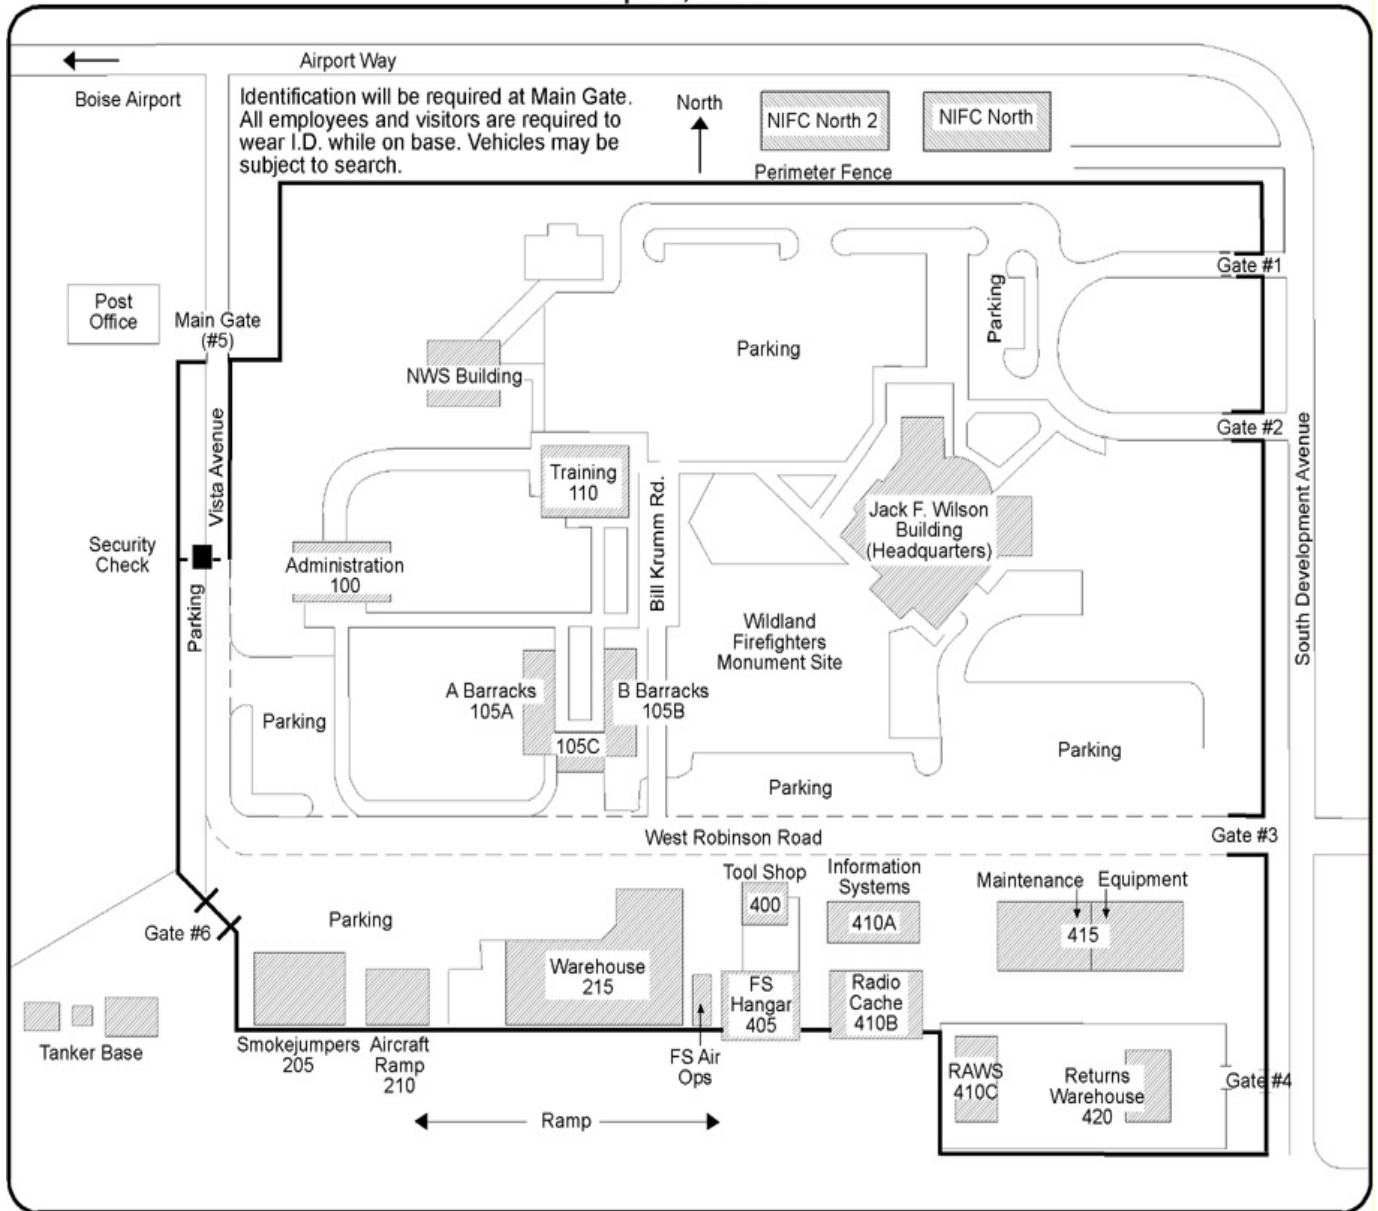 Airport Way
Boise Airport
Identification will be required at Main Gate.
All employees and visitors are required to
wear I.D. while on base. Vehicles may be
subject to search.
North
NIFC North 2
NIFC North
Perimeter Fence
Gate #1
Post
Office
Main Gate
(#5)
Parking
Parking
NWS Building
Gate #2
Vista Avenue
Training
110
Bill Krumm Rd.
Jack F. Wilson
Building
(Headquarters)
South Development Avenue
Security
Check
Administration
100
Parking
Wildland
Firefighters
Monument Site
A Barracks
105A
B Barracks
105B
105C
Parking
Parking
Parking
West Robinson Road
Gate #3
Tool Shop
400
Information
Systems
410A
Maintenance
Equipment
415
Parking
Gate #6
Warehouse
215
FS
Hangar
405
Radio
Cache
410B
Tanker Base
Smokejumpers
205
Aircraft
Ramp
210
FS Air
Ops
RAWS
410C
Returns
Warehouse
420
Gate #4
Ramp